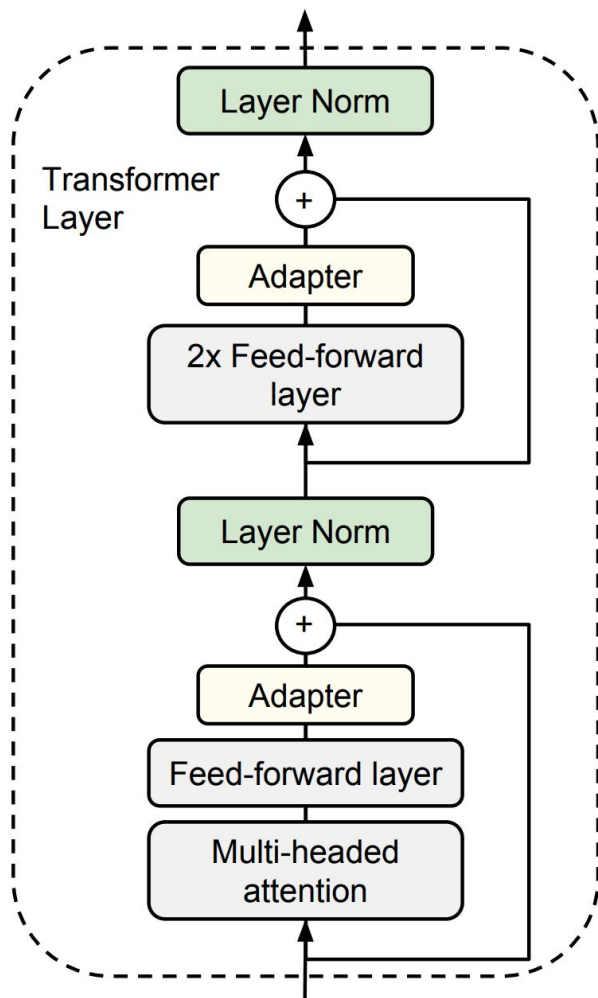 Layer Norm
Transformer
Layer
+
Adapter
2x Feed-forward
layer
Layer Norm
+
Adapter
Feed-forward layer
Multi-headed
attention